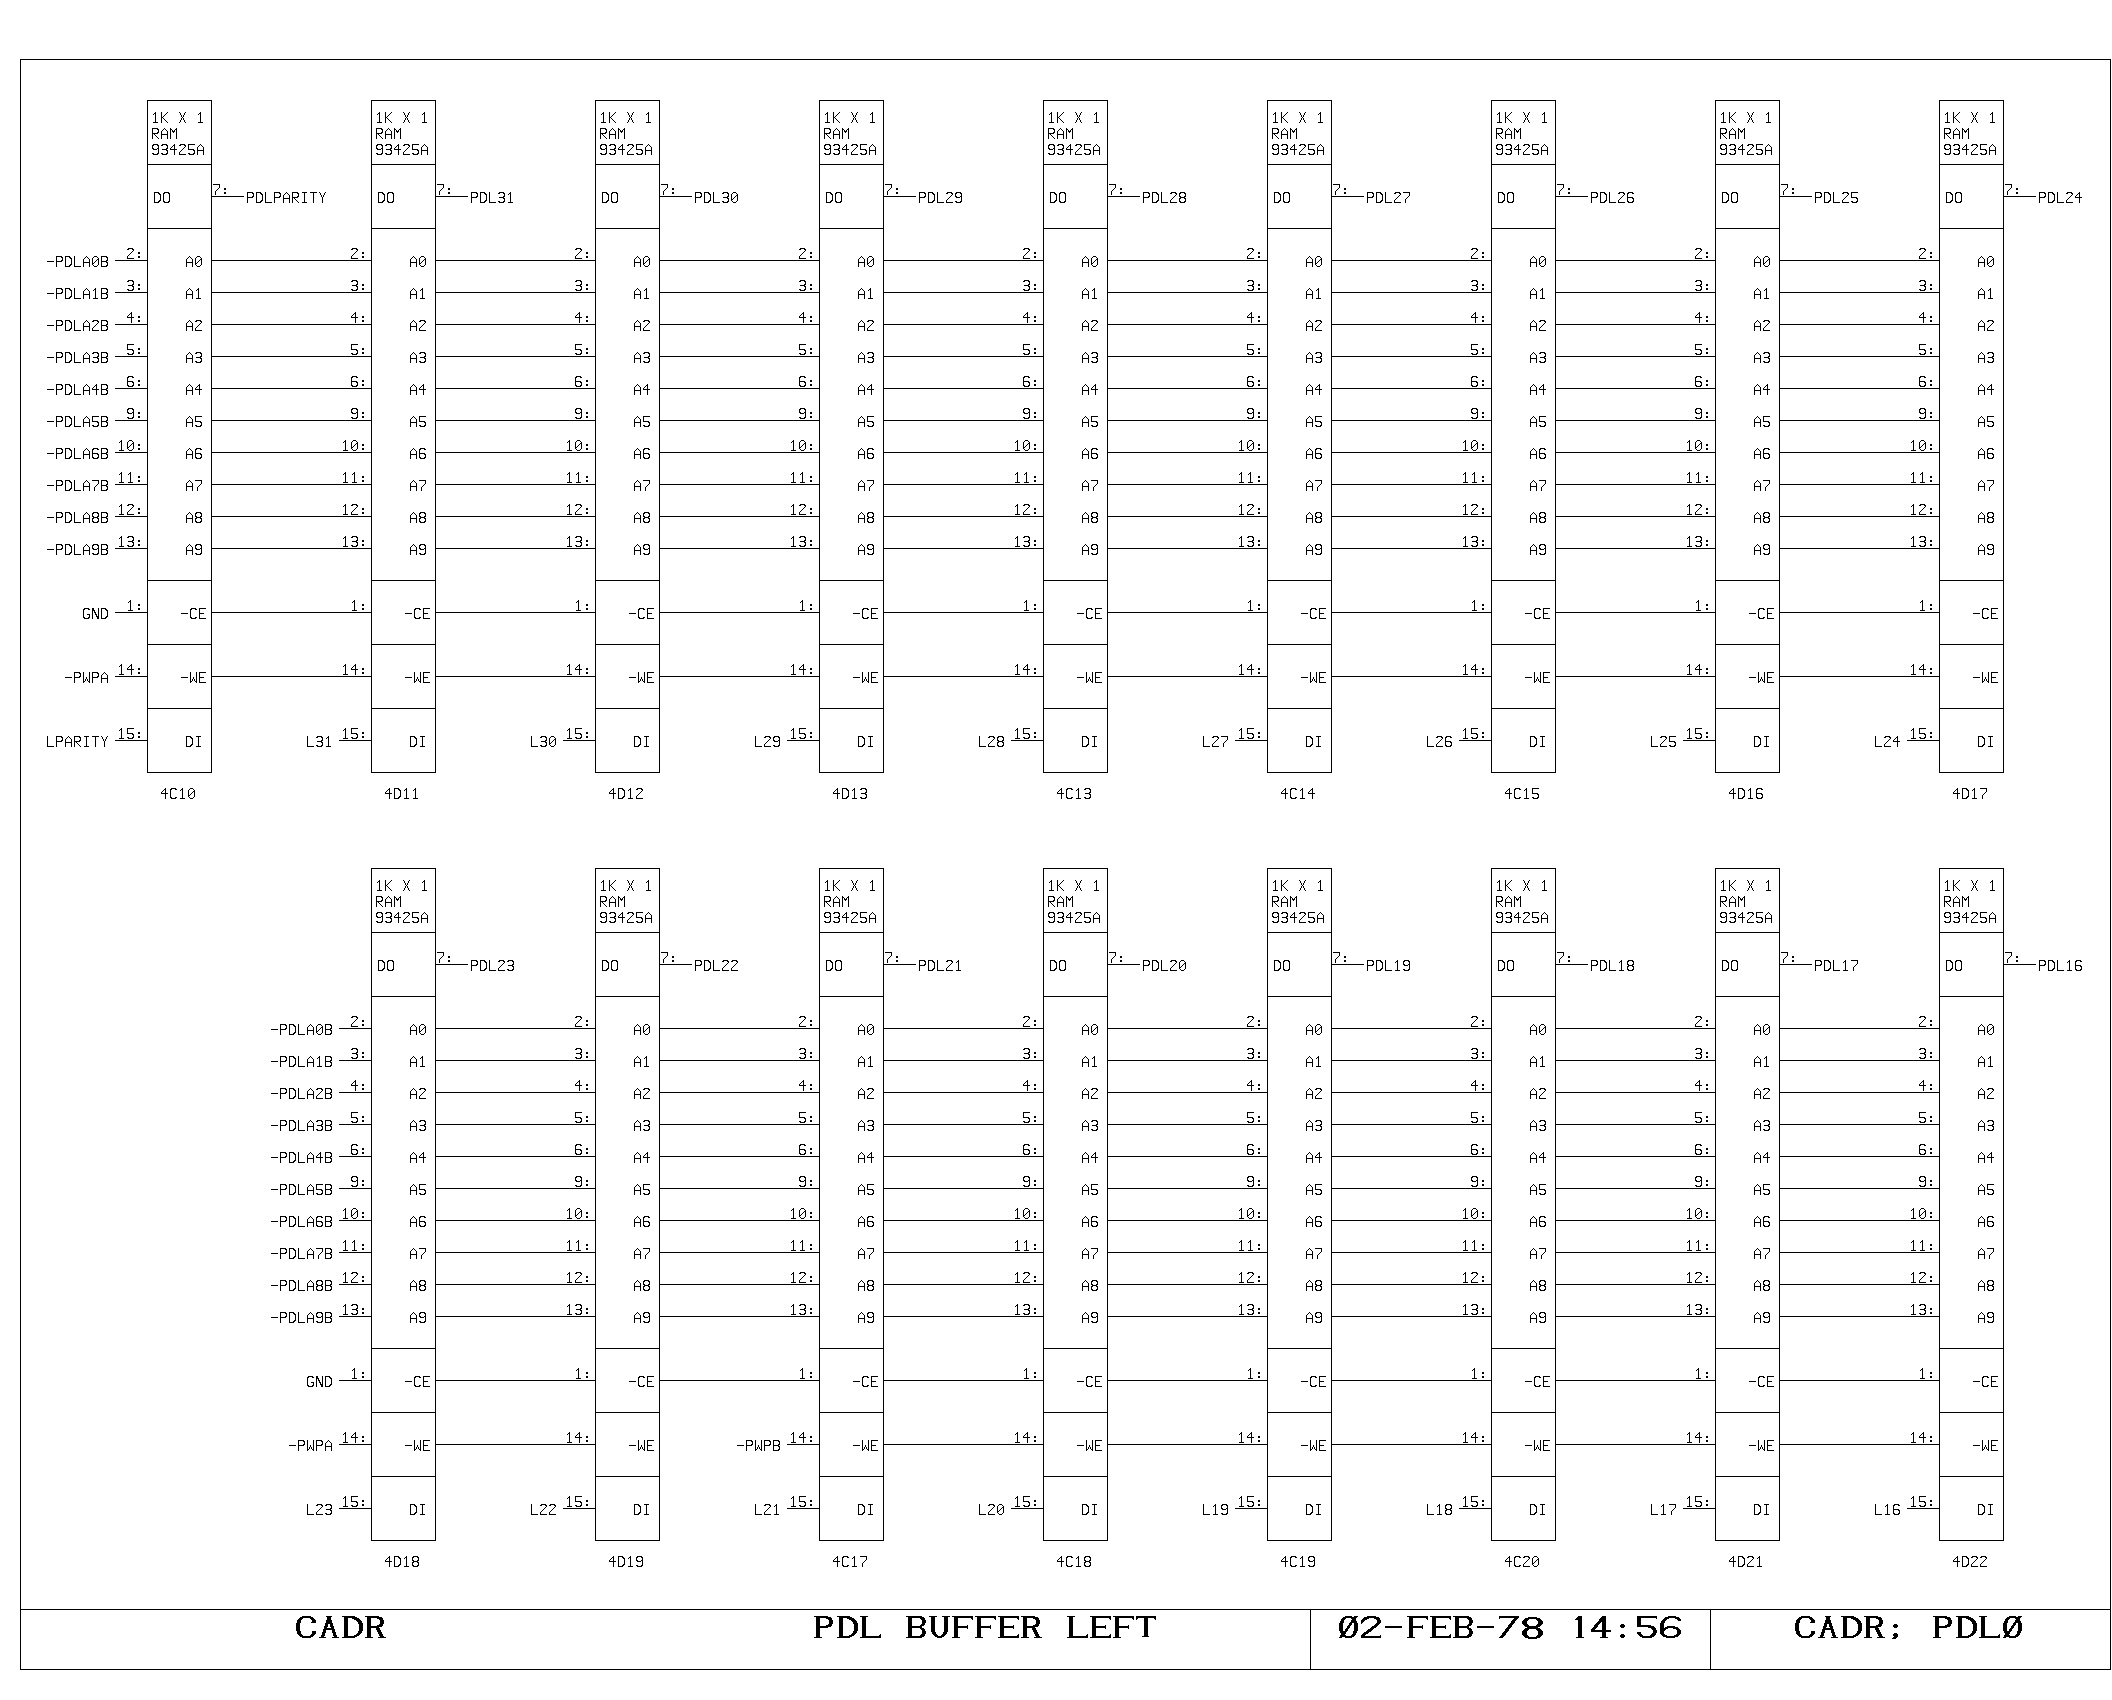 1K X 1 1K X 1 1K X 1 1K X 1 1K X 1 1K X 1 1K X 1 1K X 1 1K X 1
RAM RAM RAM RAM RAM RAM RAM RAM RAM
93425A 93425A 93425A 93425A 93425A 93425A 93425A 93425A 93425A
DO 7: PDLPARITY DO 7: PDL31 DO 7: PDL30 DO 7: PDL29 DO 7: PDL28 DO 7: PDL27 DO 7: PDL26 DO 7: PDL25 DO 7: PDL24
-PDLA0B 2: A0 2: A0 2: A0 2: A0 2: A0 2: A0 2: A0 2: A0 2: A0
-PDLA1B 3: A1 3: A1 3: A1 3: A1 3: A1 3: A1 3: A1 3: A1 3: A1
-PDLA2B 4: A2 4: A2 4: A2 4: A2 4: A2 4: A2 4: A2 4: A2 4: A2
-PDLA3B 5: A3 5: A3 5: A3 5: A3 5: A3 5: A3 5: A3 5: A3 5: A3
-PDLA4B 6: A4 6: A4 6: A4 6: A4 6: A4 6: A4 6: A4 6: A4 6: A4
-PDLA5B 9: A5 9: A5 9: A5 9: A5 9: A5 9: A5 9: A5 9: A5 9: A5
-PDLA6B 10: A6 10: A6 10: A6 10: A6 10: A6 10: A6 10: A6 10: A6 10: A6
-PDLA7B 11: A7 11: A7 11: A7 11: A7 11: A7 11: A7 11: A7 11: A7 11: A7
-PDLA8B 12: A8 12: A8 12: A8 12: A8 12: A8 12: A8 12: A8 12: A8 12: A8
-PDLA9B 13: A9 13: A9 13: A9 13: A9 13: A9 13: A9 13: A9 13: A9 13: A9
GND 1: -CE 1: -CE 1: -CE 1: -CE 1: -CE 1: -CE 1: -CE 1: -CE 1: -CE
-PWPA 14: -WE 14: -WE 14: -WE 14: -WE 14: -WE 14: -WE 14: -WE 14: -WE 14: -WE
LPARITY 15: DI L31 15: DI L30 15: DI L29 15: DI L28 15: DI L27 15: DI L26 15: DI L25 15: DI L24 15: DI
4C10 4D11 4D12 4D13 4C13 4C14 4C15 4D16 4D17
1K X 1 1K X 1 1K X 1 1K X 1 1K X 1 1K X 1 1K X 1 1K X 1
RAM RAM RAM RAM RAM RAM RAM RAM
93425A 93425A 93425A 93425A 93425A 93425A 93425A 93425A
DO 7: PDL23 DO 7: PDL22 DO 7: PDL21 DO 7: PDL20 DO 7: PDL19 DO 7: PDL18 DO 7: PDL17 DO 7: PDL16
-PDLA0B 2: A0 2: A0 2: A0 2: A0 2: A0 2: A0 2: A0 2: A0
-PDLA1B 3: A1 3: A1 3: A1 3: A1 3: A1 3: A1 3: A1 3: A1
-PDLA2B 4: A2 4: A2 4: A2 4: A2 4: A2 4: A2 4: A2 4: A2
-PDLA3B 5: A3 5: A3 5: A3 5: A3 5: A3 5: A3 5: A3 5: A3
-PDLA4B 6: A4 6: A4 6: A4 6: A4 6: A4 6: A4 6: A4 6: A4
-PDLA5B 9: A5 9: A5 9: A5 9: A5 9: A5 9: A5 9: A5 9: A5
-PDLA6B 10: A6 10: A6 10: A6 10: A6 10: A6 10: A6 10: A6 10: A6
-PDLA7B 11: A7 11: A7 11: A7 11: A7 11: A7 11: A7 11: A7 11: A7
-PDLA8B 12: A8 12: A8 12: A8 12: A8 12: A8 12: A8 12: A8 12: A8
-PDLA9B 13: A9 13: A9 13: A9 13: A9 13: A9 13: A9 13: A9 13: A9
GND 1: -CE 1: -CE 1: -CE 1: -CE 1: -CE 1: -CE 1: -CE 1: -CE
-PWPA 14: -WE 14: -WE -PWPB 14: -WE 14: -WE 14: -WE 14: -WE 14: -WE 14: -WE
L23 15: DI L22 15: DI L21 15: DI L20 15: DI L19 15: DI L18 15: DI L17 15: DI L16 15: DI
4D18 4D19 4C17 4C18 4C19 4C20 4D21 4D22
CADR PDL BUFFER LEFT Ø2-FEB-78 14:56 CADR; PDLØ